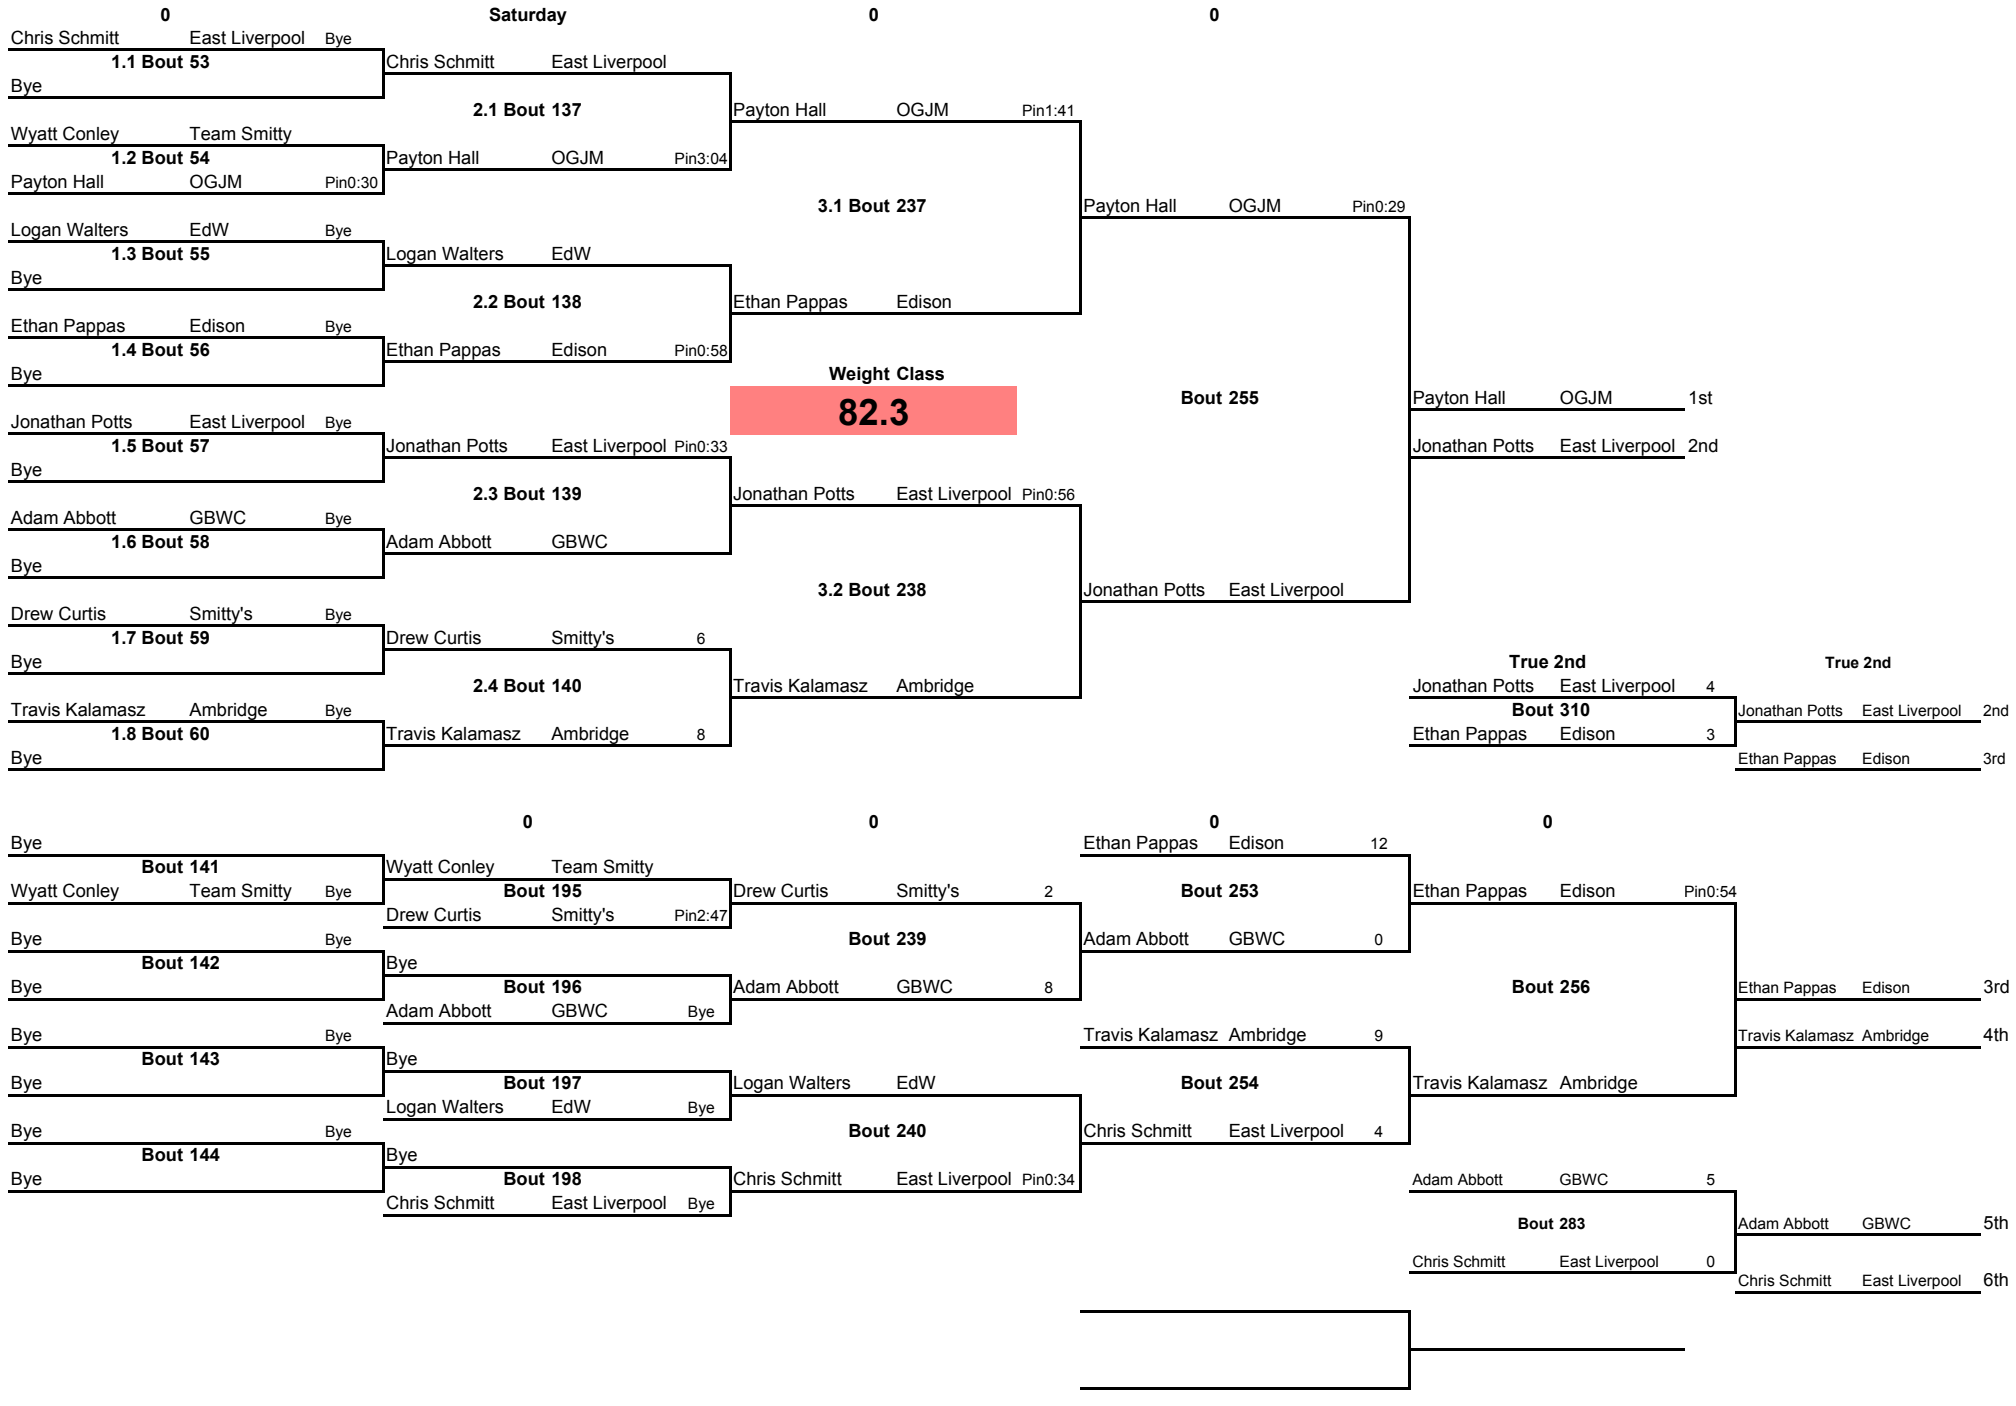 0 Saturday 0 0
Chris Schmitt East Liverpool Bye
1.1 Bout 53 Chris Schmitt East Liverpool
Bye
2.1 Bout 137 Payton Hall OGJM Pin1:41
Wyatt Conley Team Smitty
1.2 Bout 54 Payton Hall OGJM Pin3:04
Payton Hall OGJM Pin0:30
3.1 Bout 237 Payton Hall OGJM Pin0:29
Logan Walters EdW Bye
1.3 Bout 55 Logan Walters EdW
Bye
2.2 Bout 138 Ethan Pappas Edison
Ethan Pappas Edison Bye
1.4 Bout 56 Ethan Pappas Edison Pin0:58
Bye Weight Class
Bout 255 Payton Hall OGJM 1st
82.3
Jonathan Potts East Liverpool Bye
1.5 Bout 57 Jonathan Potts East Liverpool Pin0:33 Jonathan Potts East Liverpool 2nd
Bye
2.3 Bout 139 Jonathan Potts East Liverpool Pin0:56
Adam Abbott GBWC Bye
1.6 Bout 58 Adam Abbott GBWC
Bye
3.2 Bout 238 Jonathan Potts East Liverpool
Drew Curtis Smitty's Bye
1.7 Bout 59 Drew Curtis Smitty's 6
Bye True 2nd True 2nd
2.4 Bout 140 Travis Kalamasz Ambridge Jonathan Potts East Liverpool 4
Travis Kalamasz Ambridge Bye Bout 310 Jonathan Potts East Liverpool 2nd
1.8 Bout 60 Travis Kalamasz Ambridge 8 Ethan Pappas Edison 3
Bye Ethan Pappas Edison 3rd
0 0 0 0
Bye Ethan Pappas Edison 12
Bout 141 Wyatt Conley Team Smitty
Wyatt Conley Team Smitty Bye Bout 195 Drew Curtis Smitty's 2 Bout 253 Ethan Pappas Edison Pin0:54
Drew Curtis Smitty's Pin2:47
Bye Bye Bout 239 Adam Abbott GBWC 0
Bout 142 Bye
Bye Bout 196 Adam Abbott GBWC 8 Bout 256 Ethan Pappas Edison 3rd
Adam Abbott GBWC Bye
Bye Bye Travis Kalamasz Ambridge 9 Travis Kalamasz Ambridge 4th
Bout 143 Bye
Bye Bout 197 Logan Walters EdW Bout 254 Travis Kalamasz Ambridge
Logan Walters EdW Bye
Bye Bye Bout 240 Chris Schmitt East Liverpool 4
Bout 144 Bye
Bye Bout 198 Chris Schmitt East Liverpool Pin0:34 Adam Abbott GBWC 5
Chris Schmitt East Liverpool Bye
Bout 283 Adam Abbott GBWC 5th
Chris Schmitt East Liverpool 0
Chris Schmitt East Liverpool 6th